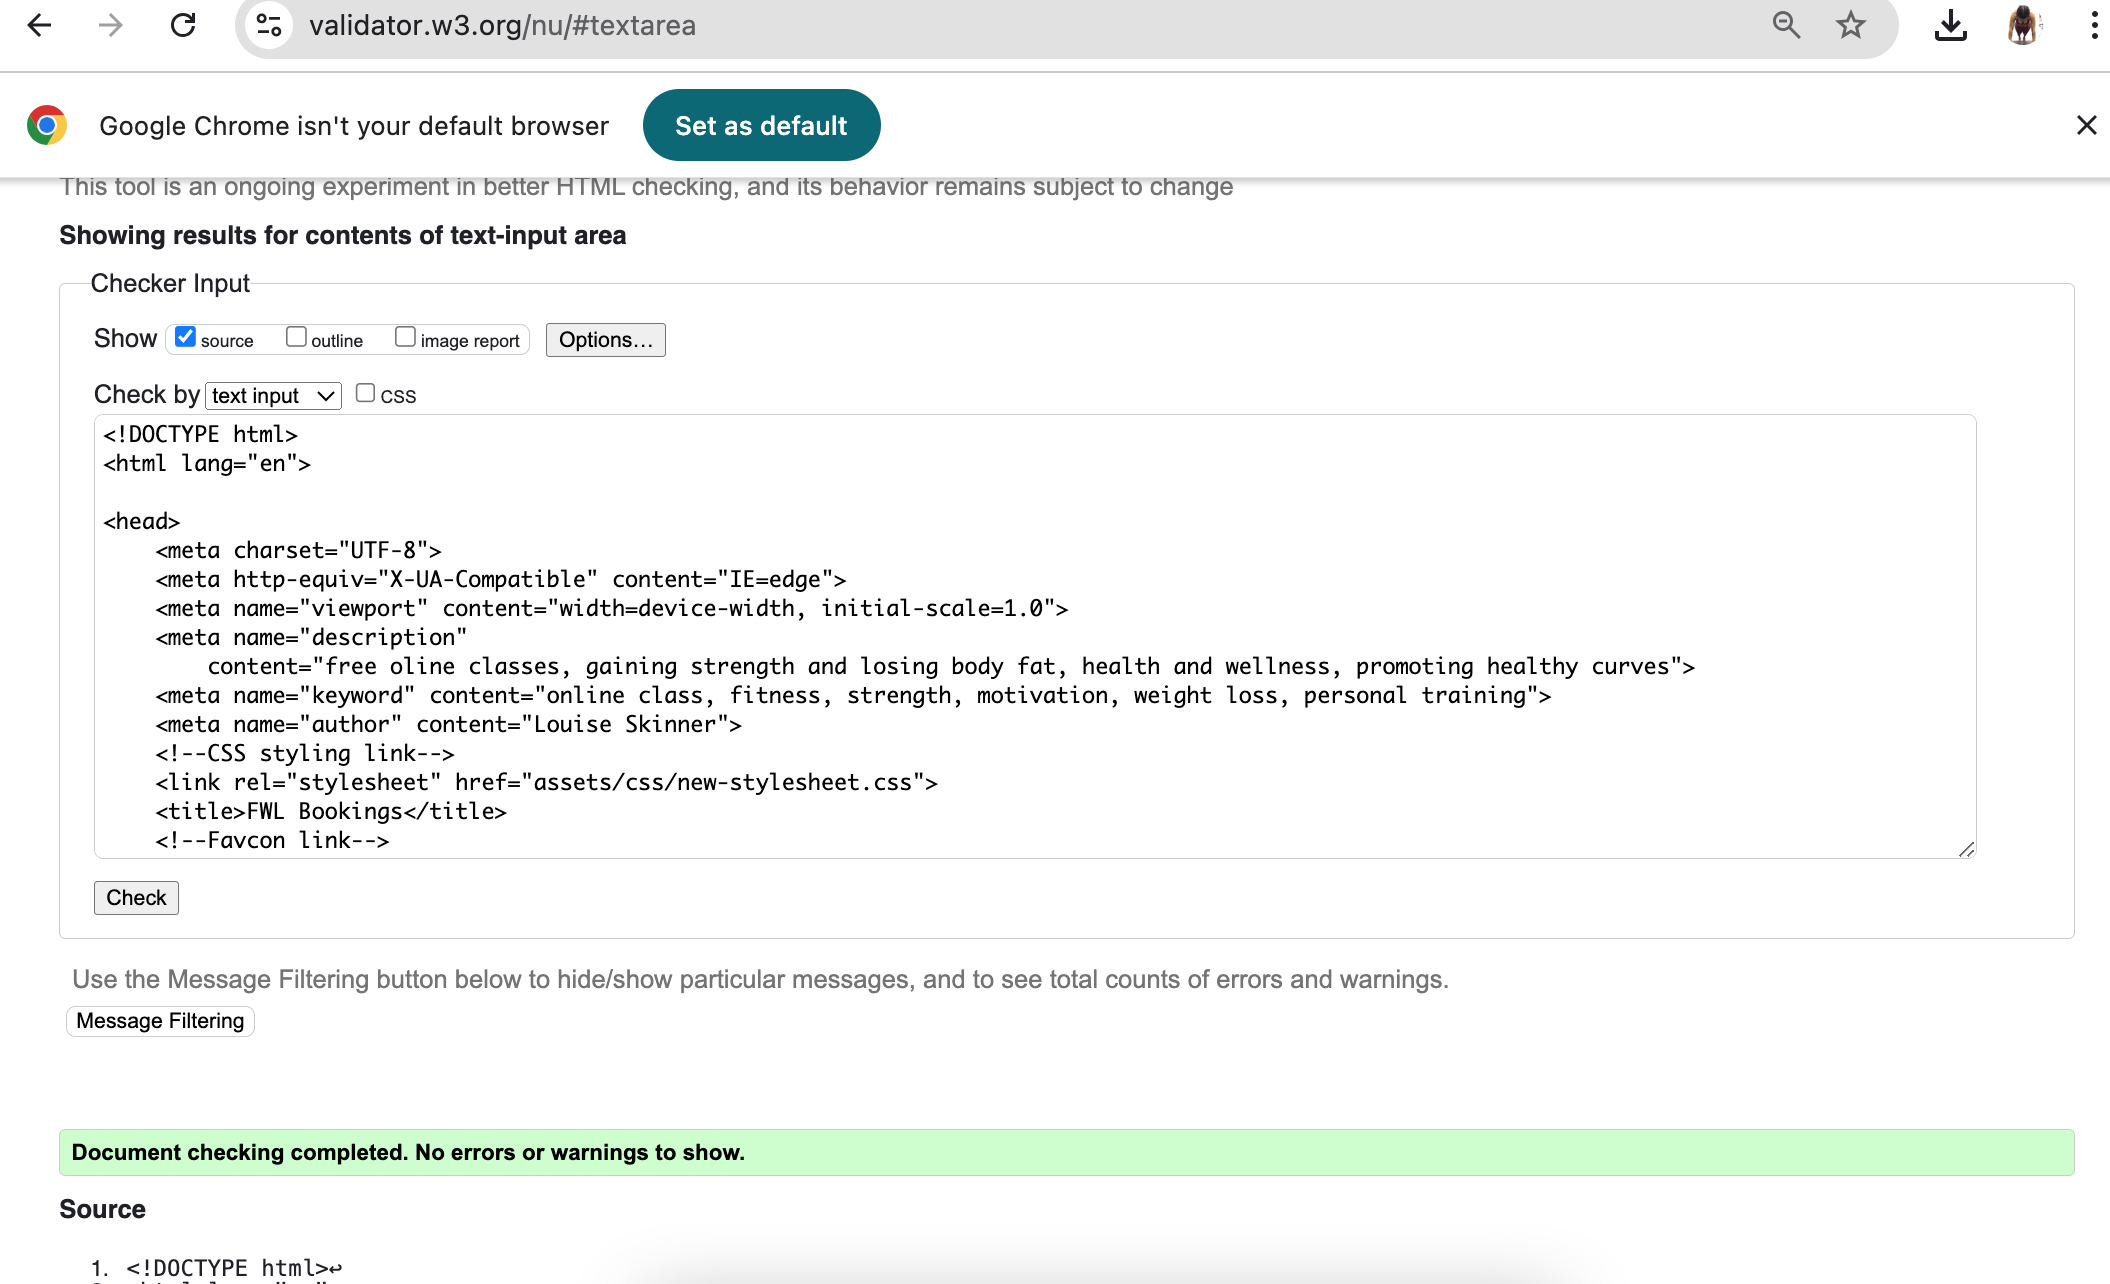 validator.w3.org/nu/#textarea
Google Chrome isn't your default browser
Set as default
This tool is an ongoing experiment in better HTML checking, and its behavior remains subject to change
Showing results for contents of text-input area
Checker Input
Show source outline image report Options...
Check by text input CSS
<!DOCTYPE html>
<html lang="en">
<head>
<meta charset="UTF-8">
<meta http-equiv="X-UA-Compatible" content="IE=edge">
<meta name="viewport" content="width=device-width, initial-scale=1.0">
<meta name="description"
content="free oline classes, gaining strength and losing body fat, health and wellness, promoting healthy curves">
<meta name="keyword" content="online class, fitness, strength, motivation, weight loss, personal training">
<meta name="author" content="Louise Skinner">
<!--CSS styling link-->
<link rel="stylesheet" href="assets/css/new-stylesheet.css">
<title>FWL Bookings</title>
<!--Favcon link-->
Check
Use the Message Filtering button below to hide/show particular messages, and to see total counts of errors and warnings.
Message Filtering
Document checking completed. No errors or warnings to show.
Source
1. <!DOCTYPE html>↩